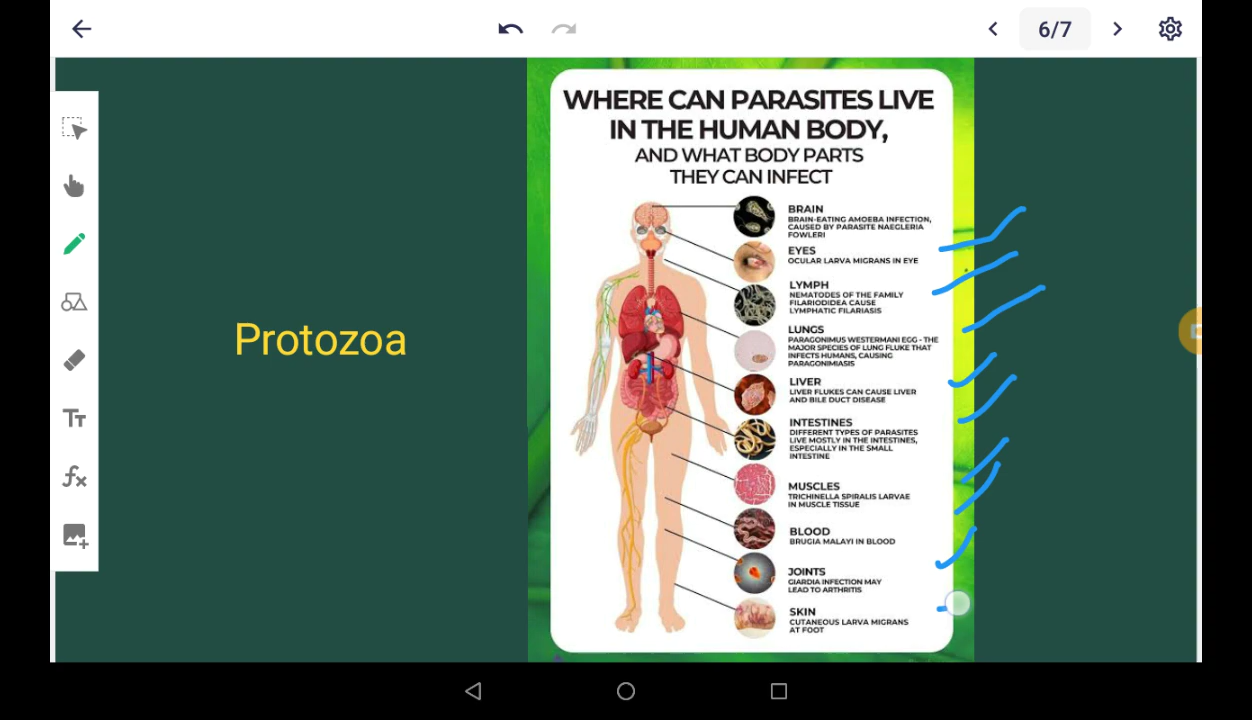 6/7
WHERE CAN PARASITES LIVE
IN THE HUMAN BODY,
AND WHAT BODY PARTS
THEY CAN INFECT
Protozoa
BRAIN
BRAIN-EATING AMOEBA INFECTION,
CAUSED BY PARASITE NAEGLERIA
FOWLERI
EYES
OCULAR LARVA MIGRANS IN EYE
LYMPH
NEMATODES OF THE FAMILY
FILARIODIDEA CAUSE
LYMPHATIC FILARIASIS
LUNGS
PARAGONIMUS WESTERMANI EGG - THE
MAJOR SPECIES OF LUNG FLUKE THAT
INFECTS HUMANS, CAUSING
PARAGONIMIASIS
LIVER
LIVER FLUKES CAN CAUSE LIVER
AND BILE DUCT DISEASE
INTESTINES
DIFFERENT TYPES OF PARASITES
LIVE MOSTLY IN THE INTESTINES,
ESPECIALLY IN THE SMALL
INTESTINE
MUSCLES
TRICHINELLA SPIRALIS LARVAE
IN MUSCLE TISSUE
BLOOD
BRUGIA MALAYI IN BLOOD
JOINTS
GIARDIA INFECTION MAY
LEAD TO ARTHRITIS
SKIN
CUTANEOUS LARVA MIGRANS
AT FOOT
Tт
fx